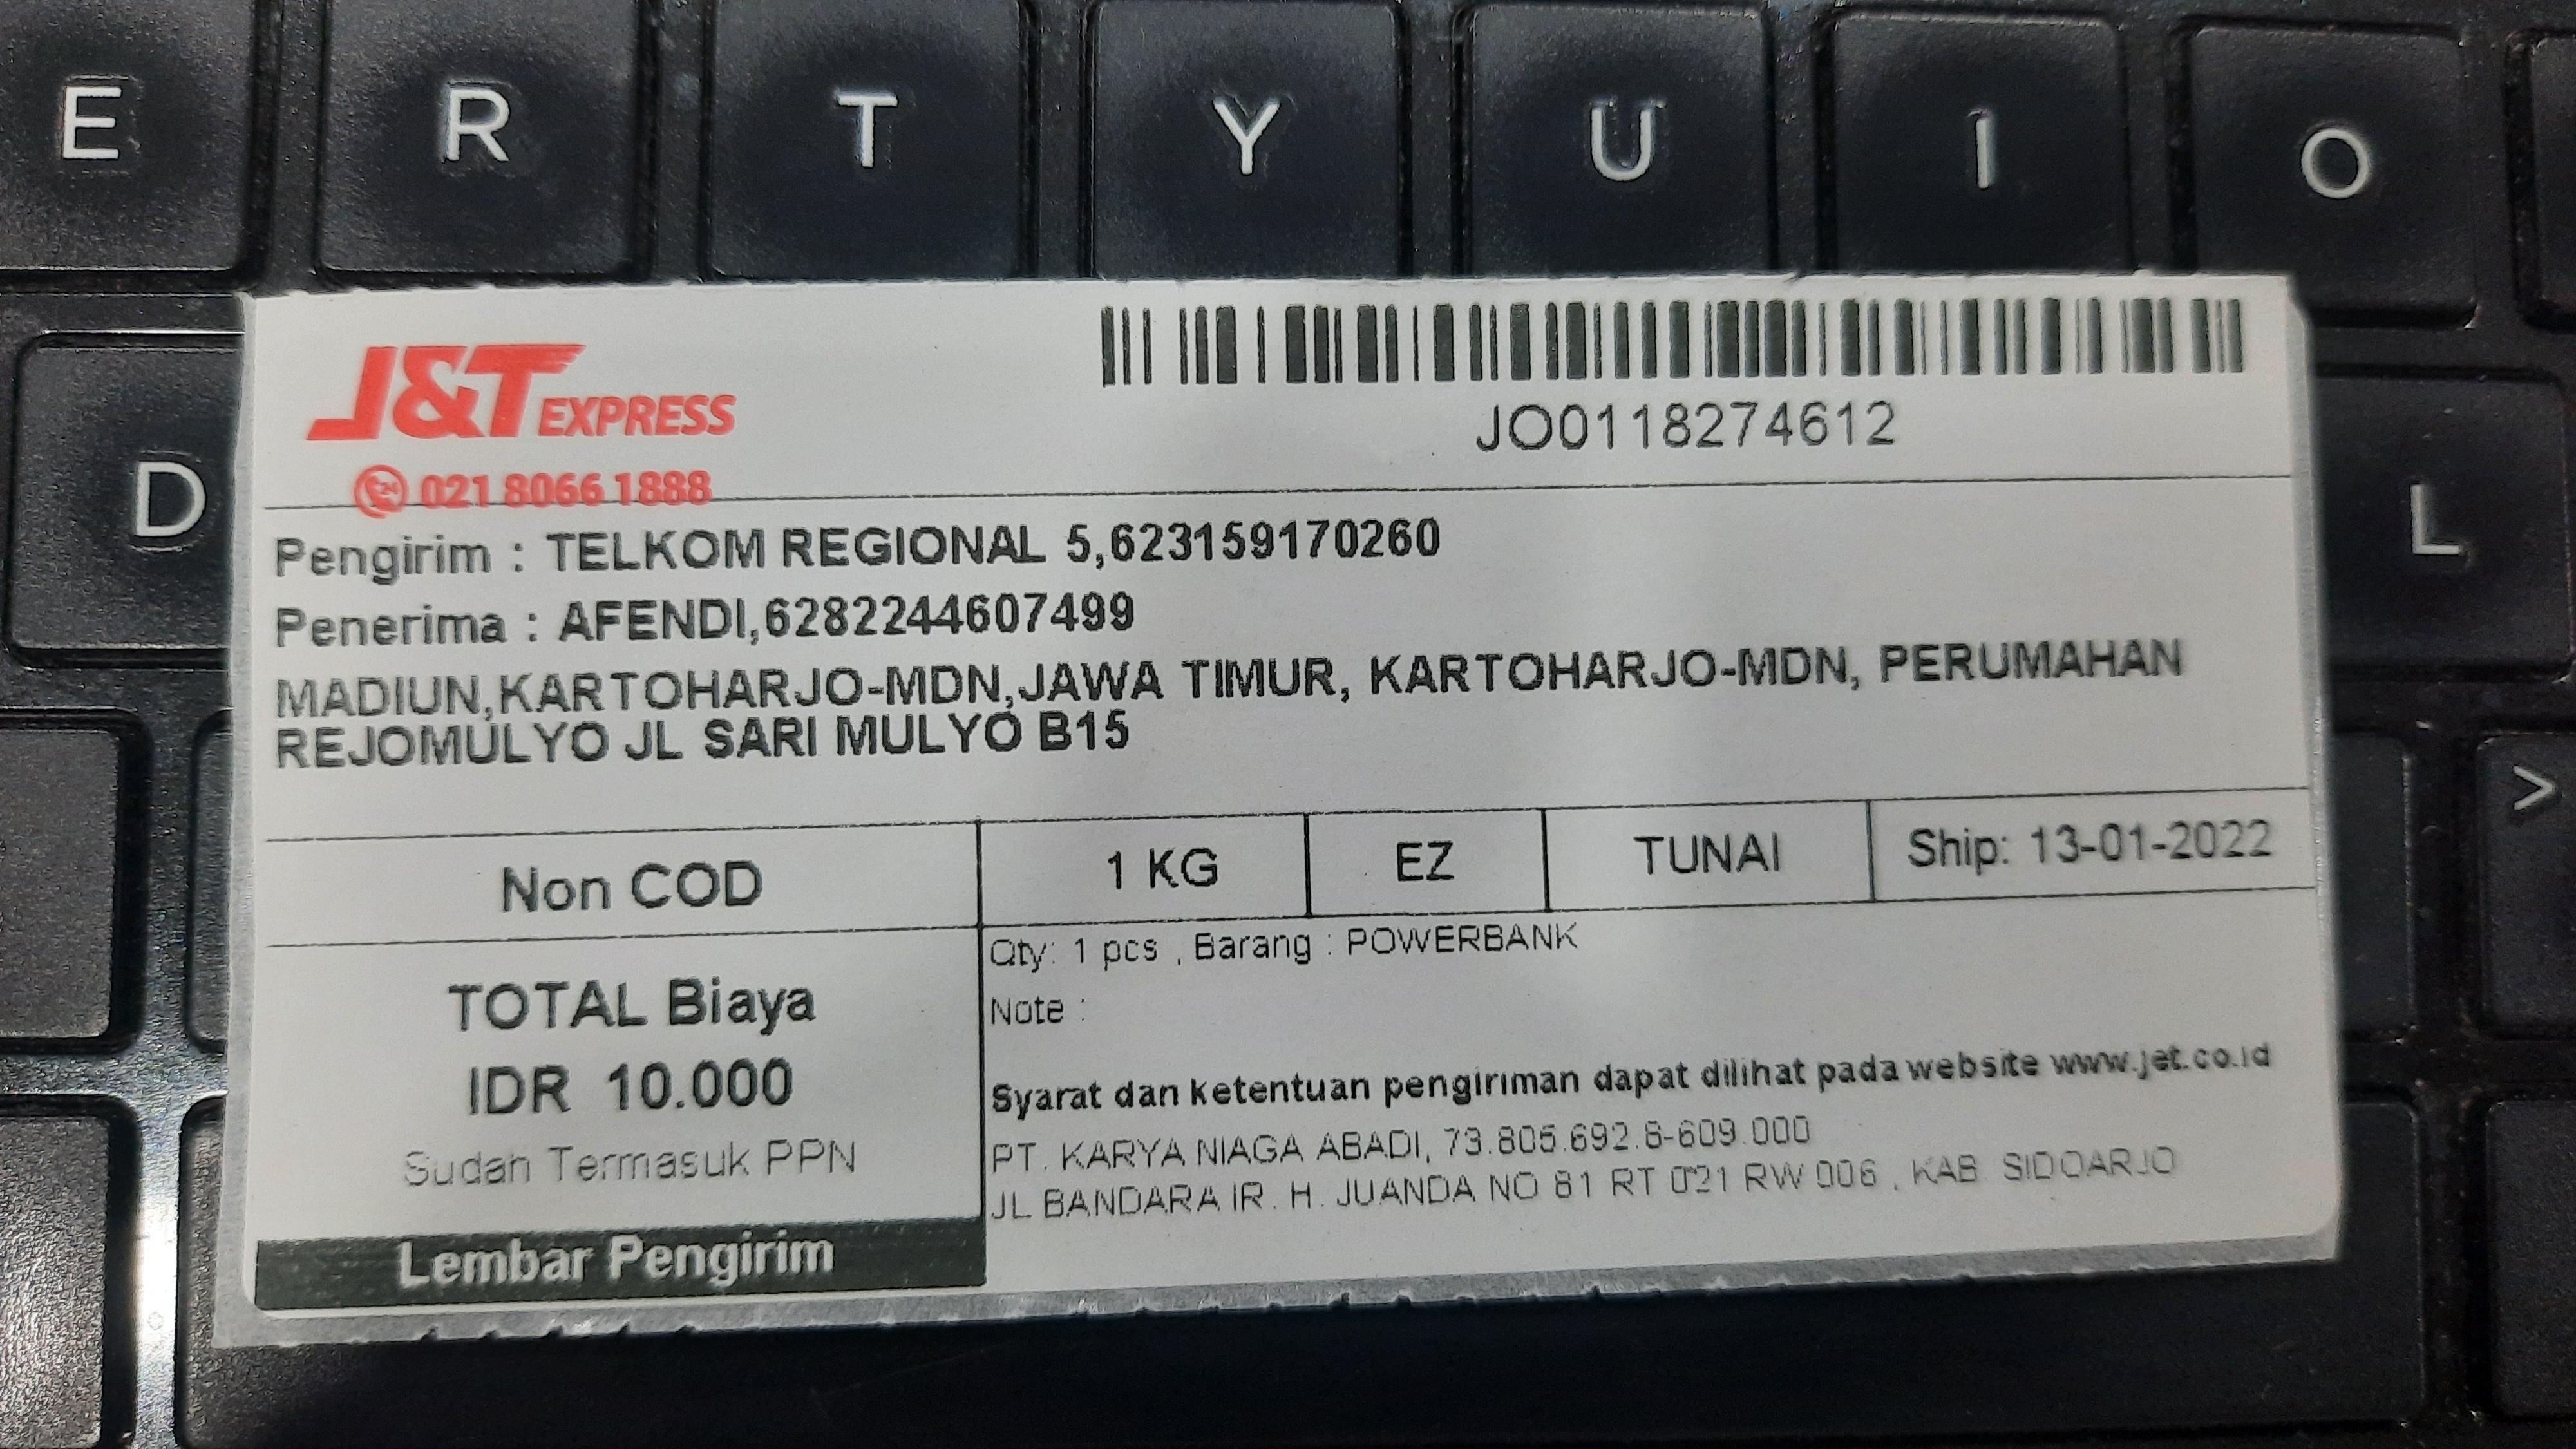 J&T EXPRESS
021 8066 1888
JO0118274612
Pengirim : TELKOM REGIONAL 5,623159170260
Penerima : AFENDI,6282244607499
MADIUN,KARTOHARJO-MDN,JAWA TIMUR, KARTOHARJO-MDN, PERUMAHAN
REJOMULYO JL SARI MULYO B15
Non COD
1 KG
EZ
TUNAI
Ship: 13-01-2022
TOTAL Biaya
IDR 10.000
Sudah Termasuk PPN
Lembar Pengirim
Qty: 1 pcs , Barang : POWERBANK
Note :
Syarat dan ketentuan pengiriman dapat dilihat pada website www.jet.co.id
PT. KARYA NIAGA ABADI, 73.805.692.8-609.000
JL BANDARA IR. H. JUANDA NO 81 RT 021 RW 006 , KAB SIDOARJO
E
R
T
Y
U
I
O
D
L
>